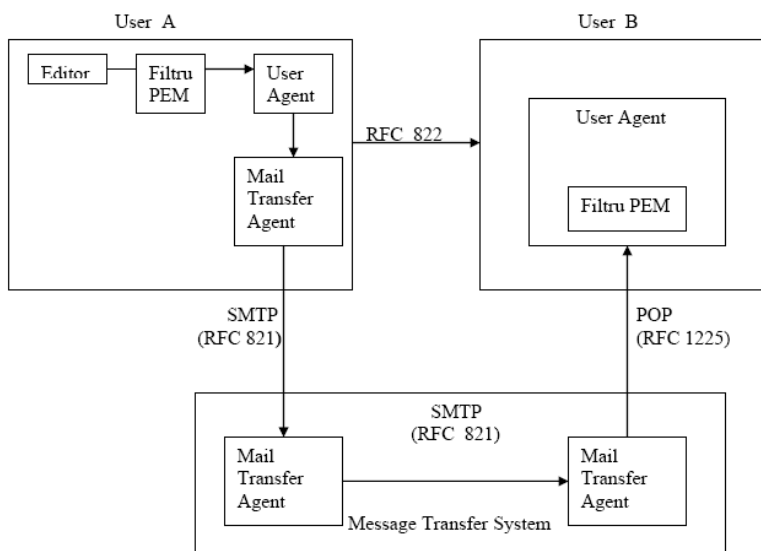 User A
User B
Editor
Filtru
PEM
User
Agent
Mail
Transfer
Agent
RFC 822
User Agent
Filtru PEM
SMTP
(RFC 821)
POP
(RFC 1225)
SMTP
(RFC 821)
Mail
Transfer
Agent
Mail
Transfer
Agent
Message Transfer System